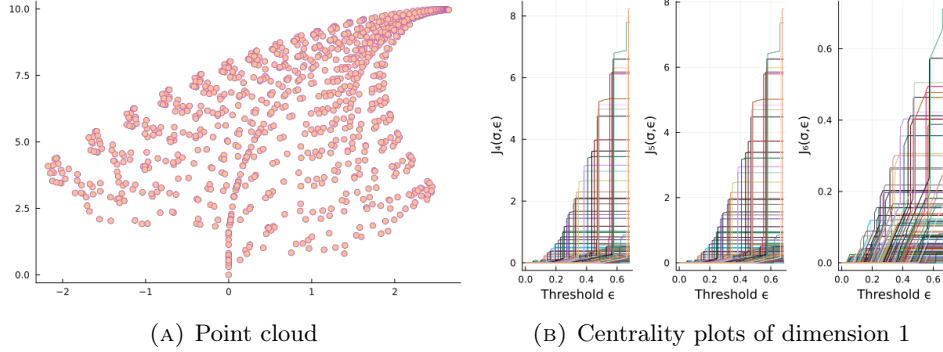 10.0
7.5
5.0
2.5
0.0
-2
-1
0
1
2
(A) Point cloud
J₄(σ,ϵ)
8
6
4
2
0
0.0 0.2 0.4 0.6
Threshold ϵ
J₅(σ,ϵ)
8
6
4
2
0
0.0 0.2 0.4 0.6
Threshold ϵ
J₆(σ,ϵ)
0.6
0.4
0.2
0.0
0.0 0.2 0.4 0.6
Threshold ϵ
(B) Centrality plots of dimension 1